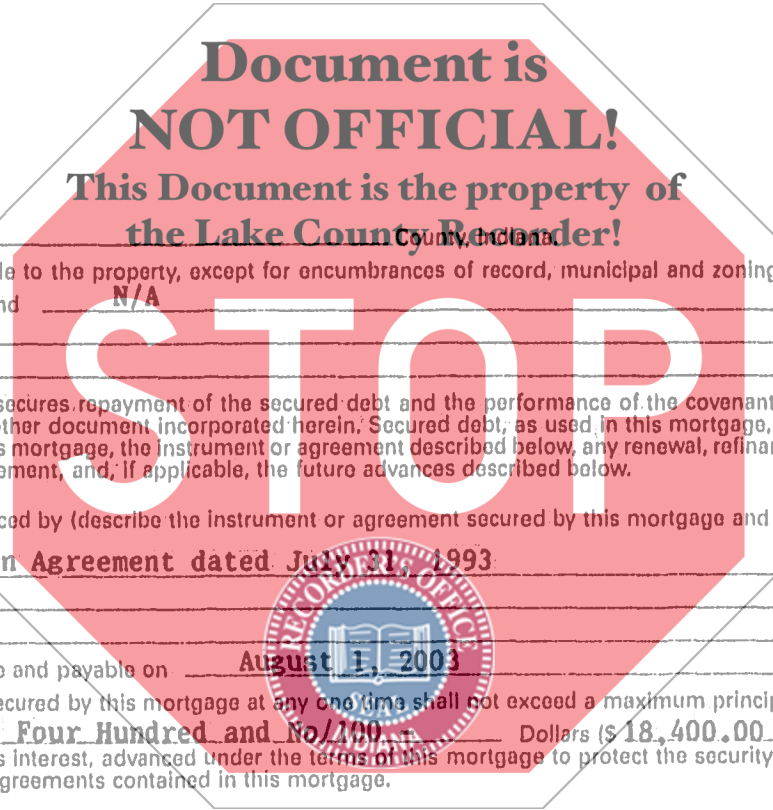 Document is
NOT OFFICIAL!
This Document is the property of
the Lake County Recorder!
County, Indiana.
le to the property, except for encumbrances of record, municipal and zoning
nd N/A
STOP
secures repayment of the secured debt and the performance of the covenant
ther document incorporated herein. Secured debt, as used in this mortgage,
s mortgage, the instrument or agreement described below, any renewal, refinan
ement, and, if applicable, the future advances described below.
ced by (describe the instrument or agreement secured by this mortgage and
n Agreement dated July 31, 1993
RECORDER'S OFFICE
SEAL
INDIANA
e and payable on August 1, 2003
ecured by this mortgage at any one time shall not exceed a maximum princip
Four Hundred and No/100 - Dollars ($ 18,400.00
s interest, advanced under the terms of this mortgage to protect the security
greements contained in this mortgage.